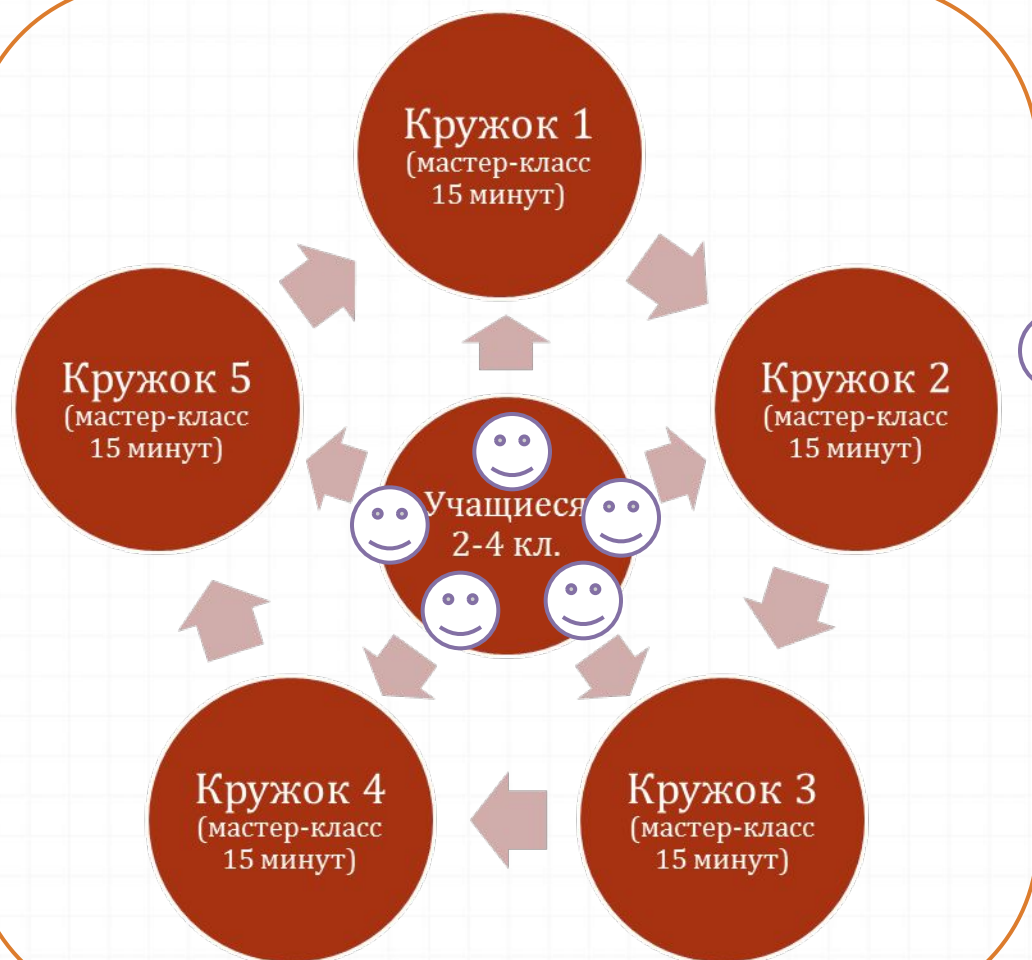 Кружок 1
(мастер-класс
15 минут)
Кружок 5
(мастер-класс
15 минут)
Кружок 2
(мастер-класс
15 минут)
Учащиеся
2-4 кл.
Кружок 4
(мастер-класс
15 минут)
Кружок 3
(мастер-класс
15 минут)